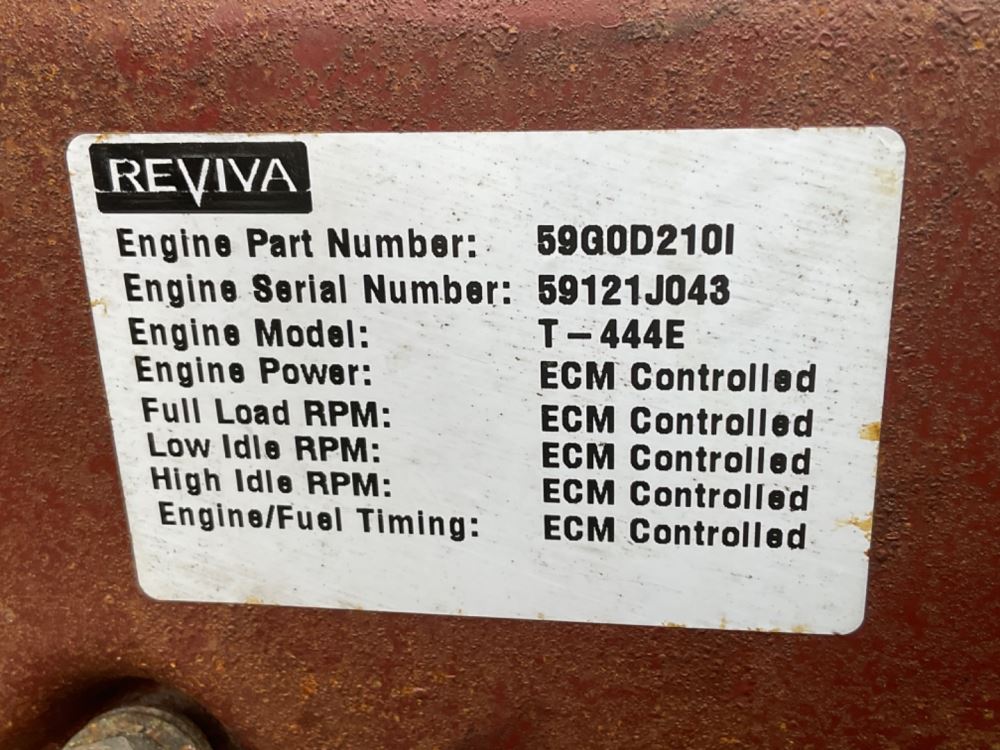 REVIVA
Engine Part Number: 59G0D210I
Engine Serial Number: 59121J043
Engine Model: T-444E
Engine Power: ECM Controlled
Full Load RPM: ECM Controlled
Low Idle RPM: ECM Controlled
High Idle RPM: ECM Controlled
Engine/Fuel Timing: ECM Controlled